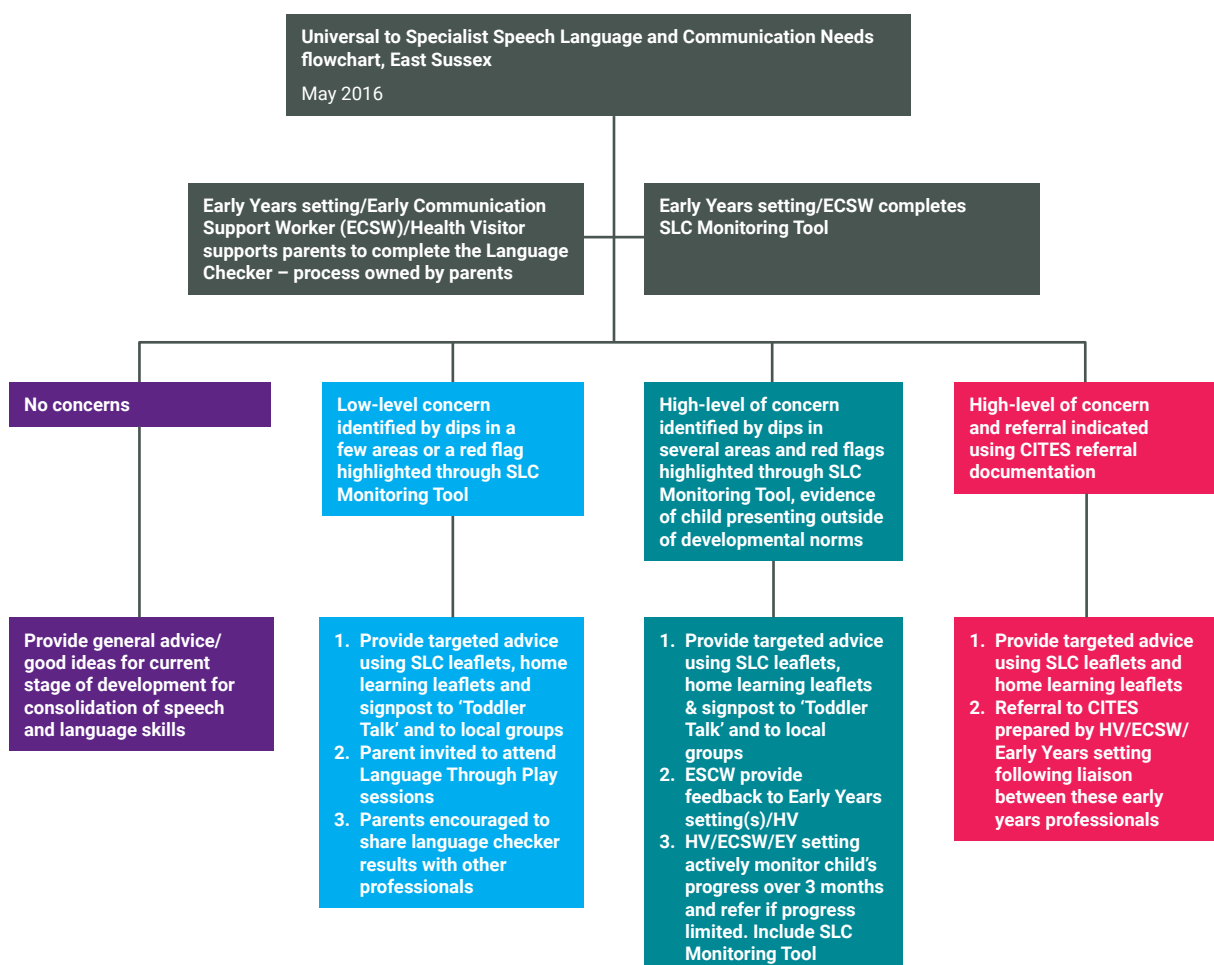 Universal to Specialist Speech Language and Communication Needs
flowchart, East Sussex
May 2016
Early Years setting/Early Communication
Support Worker (ECSW)/Health Visitor
supports parents to complete the Language
Checker – process owned by parents
Early Years setting/ECSW completes
SLC Monitoring Tool
No concerns
Low-level concern
identified by dips in a
few areas or a red flag
highlighted through SLC
Monitoring Tool
High-level of concern
identified by dips in
several areas and red flags
highlighted through SLC
Monitoring Tool, evidence
of child presenting outside
of developmental norms
High-level of concern
and referral indicated
using CITES referral
documentation
Provide general advice/
good ideas for current
stage of development for
consolidation of speech
and language skills
1. Provide targeted advice
using SLC leaflets, home
learning leaflets and
signpost to ‘Toddler
Talk’ and to local groups
2. Parent invited to attend
Language Through Play
sessions
3. Parents encouraged to
share language checker
results with other
professionals
1. Provide targeted advice
using SLC leaflets,
home learning leaflets
& signpost to ‘Toddler
Talk’ and to local
groups
2. ESCW provide
feedback to Early Years
setting(s)/HV
3. HV/ECSW/EY setting
actively monitor child’s
progress over 3 months
and refer if progress
limited. Include SLC
Monitoring Tool
1. Provide targeted advice
using SLC leaflets and
home learning leaflets
2. Referral to CITES
prepared by HV/ECSW/
Early Years setting
following liaison
between these early
years professionals